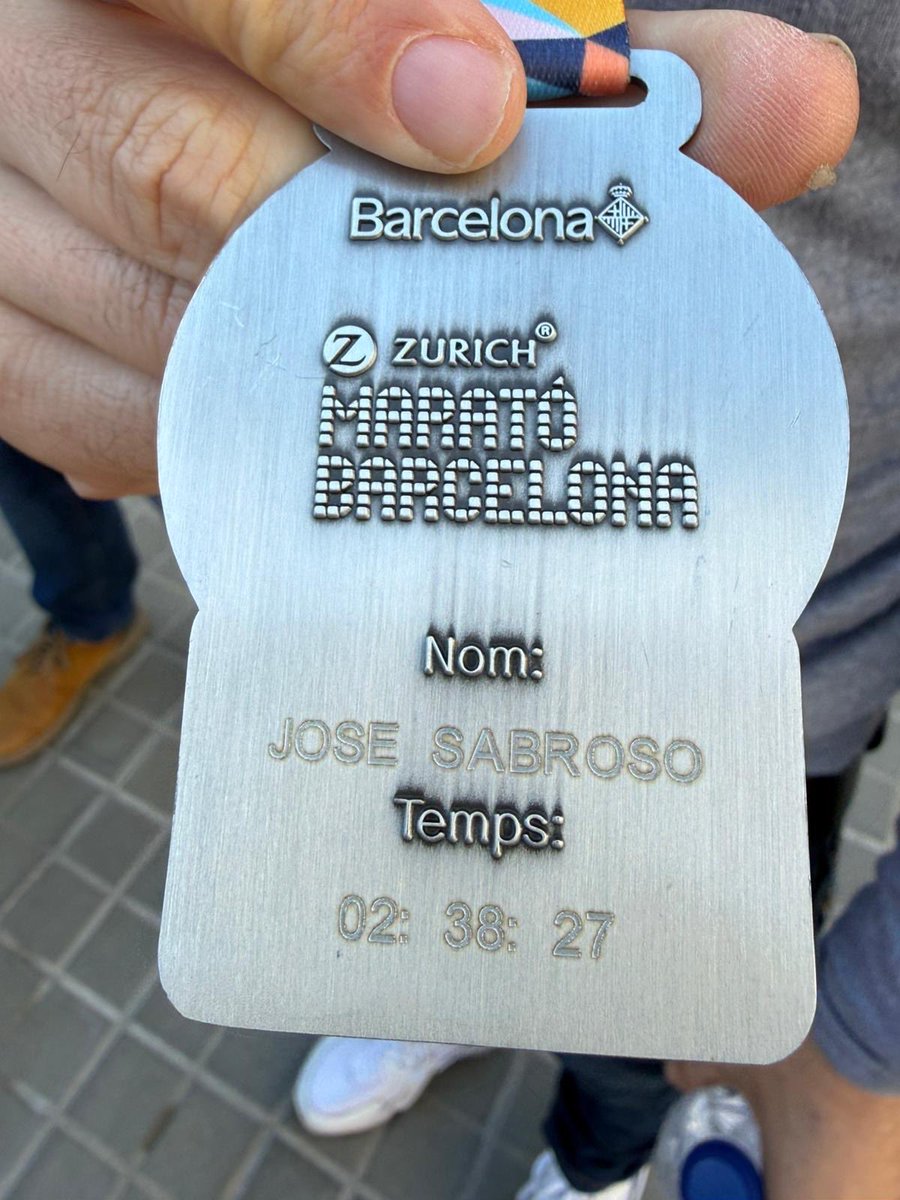 Barcelona
Z ZURICH®
MARATÓ
BARCELONA
Nom:
JOSE SABROSO
Temps:
02: 38: 27